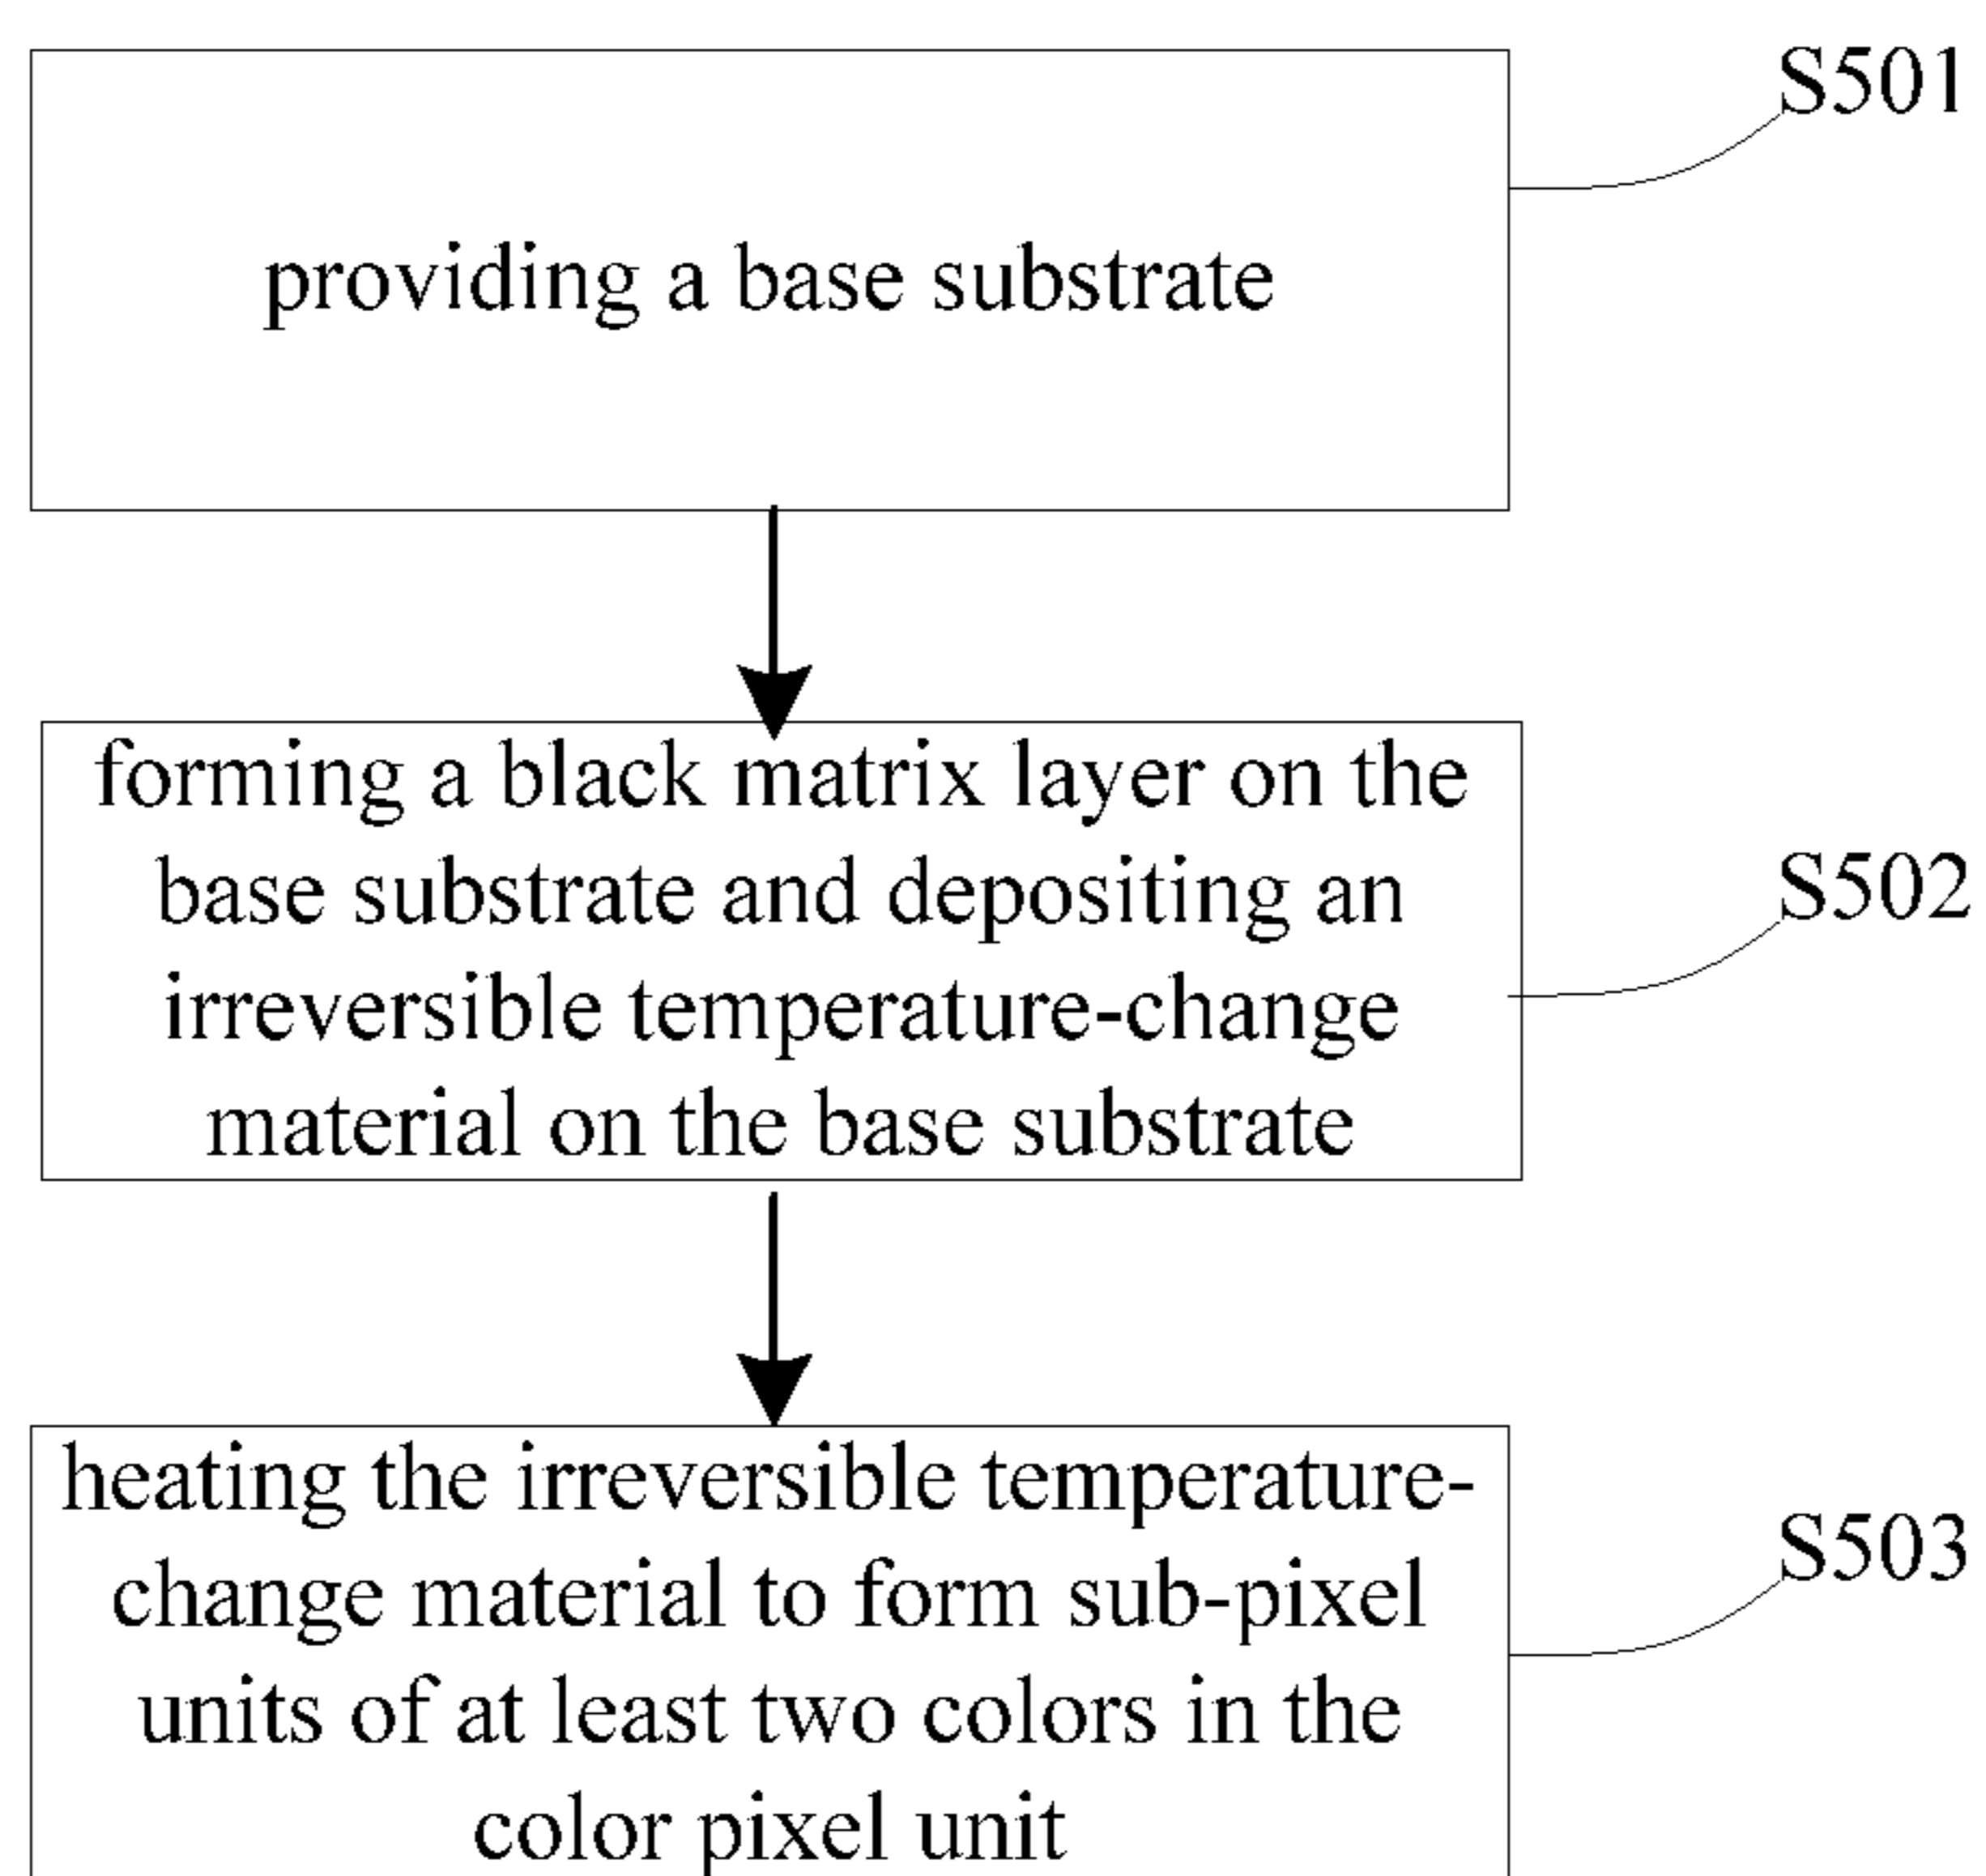 S501
providing a base substrate
forming a black matrix layer on the
base substrate and depositing an
irreversible temperature-change
material on the base substrate
S502
heating the irreversible temperature-
change material to form sub-pixel
units of at least two colors in the
color pixel unit
S503